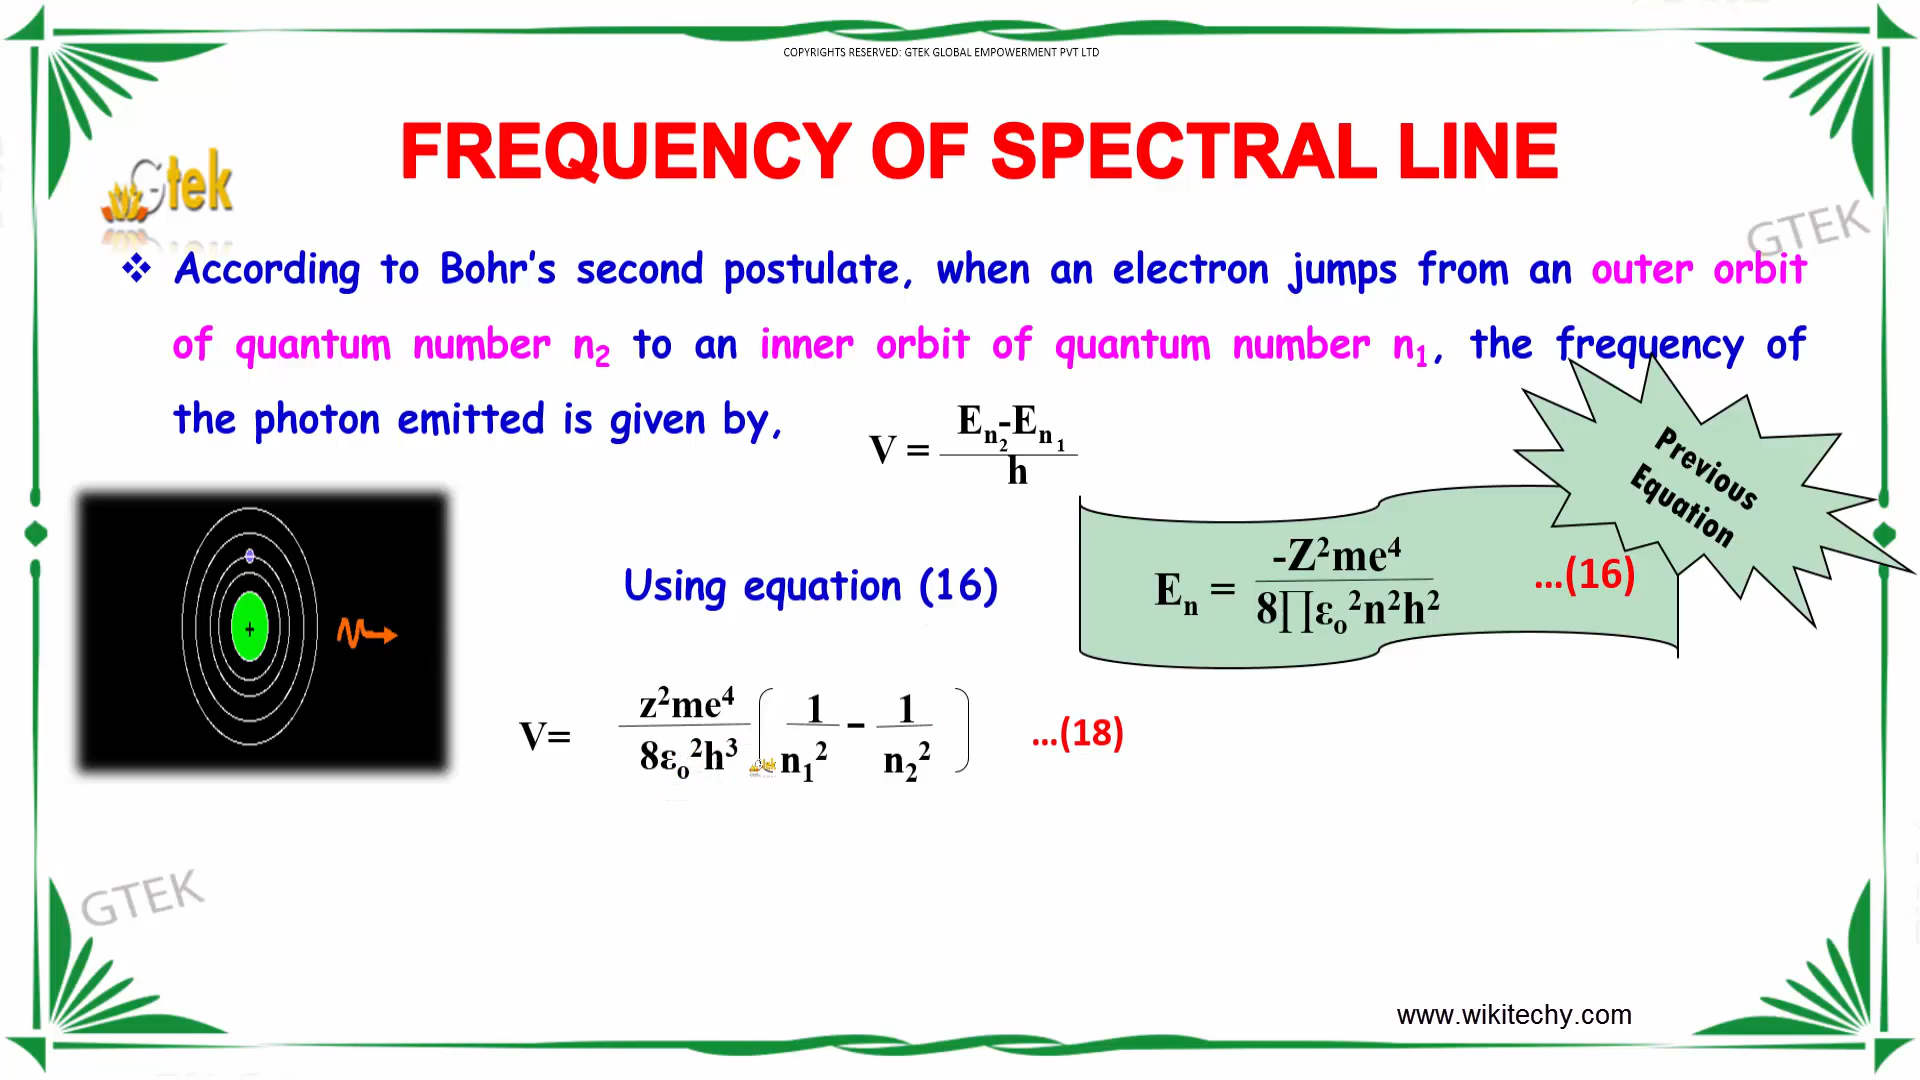 COPYRIGHTS RESERVED: GTEK GLOBAL EMPOWERMENT PVT LTD
FREQUENCY OF SPECTRAL LINE
Gtek
GTEK
❖ According to Bohr's second postulate, when an electron jumps from an outer orbit
of quantum number n₂ to an inner orbit of quantum number n₁, the frequency of
the photon emitted is given by,
V = (Eₙ₂-Eₙ₁)/h
Previous
Equation
Using equation (16)
Eₙ = -Z²me⁴/8∏εₒ²n²h² ...(16)
+
V= z²me⁴/8εₒ²h³ (1/n₁² - 1/n₂²) ...(18)
GTEK
www.wikitechy.com